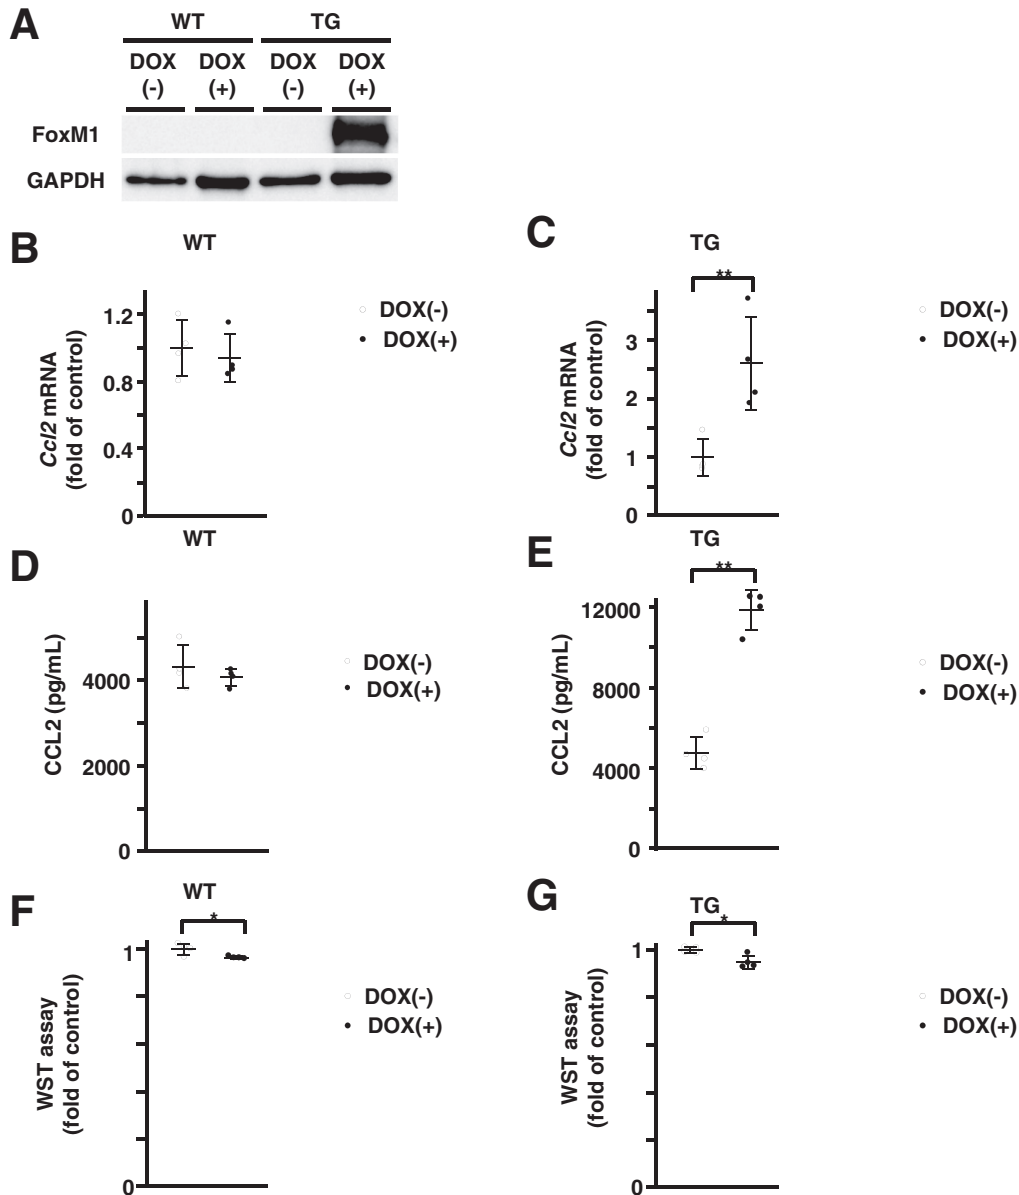 A
WT TG
DOX DOX DOX DOX
(-) (+) (-) (+)
FoxM1
GAPDH
B
WT
Ccl2 mRNA
(fold of control)
1.2
0.8
0.4
0
DOX(-)
DOX(+)
C
TG
**
Ccl2 mRNA
(fold of control)
3
2
1
0
DOX(-)
DOX(+)
D
WT
CCL2 (pg/mL)
4000
2000
0
DOX(-)
DOX(+)
E
TG
**
CCL2 (pg/mL)
12000
8000
4000
0
DOX(-)
DOX(+)
F
WT
*
WST assay
(fold of control)
1
0
DOX(-)
DOX(+)
G
TG
*
WST assay
(fold of control)
1
0
DOX(-)
DOX(+)